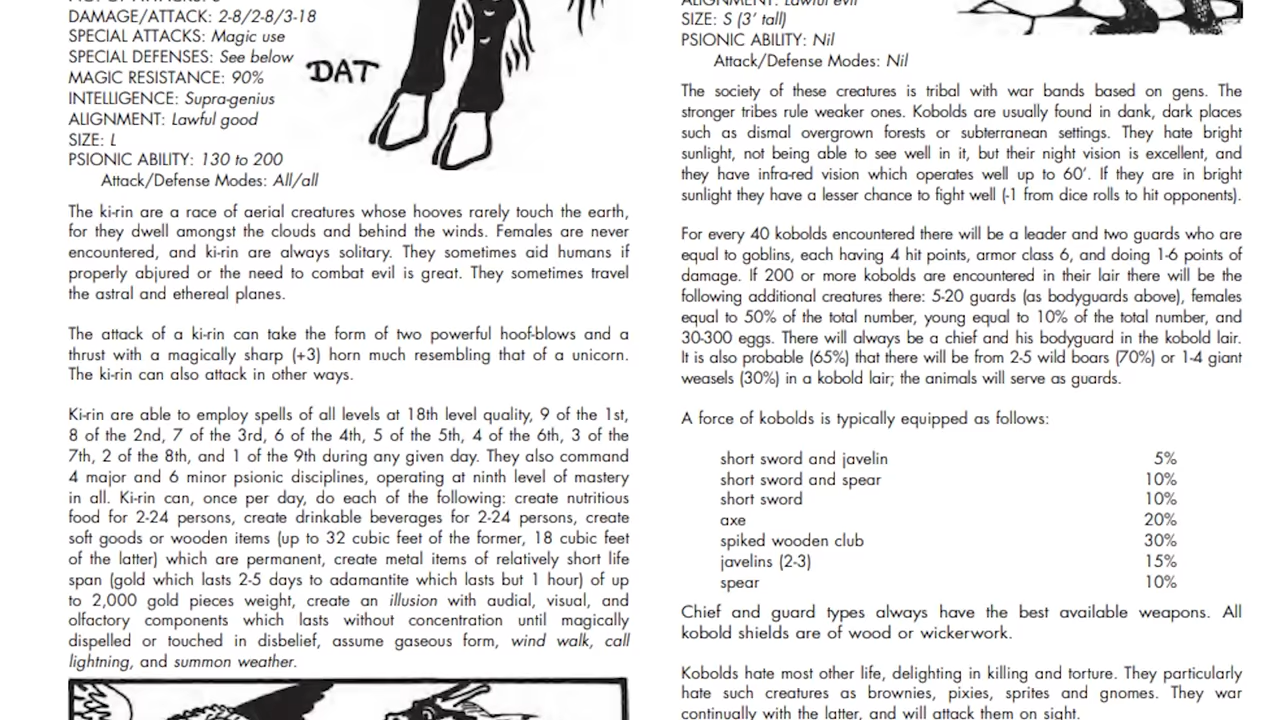 DAMAGE/ATTACK: 2-8/2-8/3-18
SPECIAL ATTACKS: Magic use
SPECIAL DEFENSES: See below
MAGIC RESISTANCE: 90%
INTELLIGENCE: Supra-genius
ALIGNMENT: Lawful good
SIZE: L
PSIONIC ABILITY: 130 to 200
Attack/Defense Modes: All/all
DAT
The ki-rin are a race of aerial creatures whose hooves rarely touch the earth,
for they dwell amongst the clouds and behind the winds. Females are never
encountered, and ki-rin are always solitary. They sometimes aid humans if
properly abjured or the need to combat evil is great. They sometimes travel
the astral and ethereal planes.
The attack of a ki-rin can take the form of two powerful hoof-blows and a
thrust with a magically sharp (+3) horn much resembling that of a unicorn.
The ki-rin can also attack in other ways.
Ki-rin are able to employ spells of all levels at 18th level quality, 9 of the 1st,
8 of the 2nd, 7 of the 3rd, 6 of the 4th, 5 of the 5th, 4 of the 6th, 3 of the
7th, 2 of the 8th, and 1 of the 9th during any given day. They also command
4 major and 6 minor psionic disciplines, operating at ninth level of mastery
in all. Ki-rin can, once per day, do each of the following: create nutritious
food for 2-24 persons, create drinkable beverages for 2-24 persons, create
soft goods or wooden items (up to 32 cubic feet of the former, 18 cubic feet
of the latter) which are permanent, create metal items of relatively short life
span (gold which lasts 2-5 days to adamantite which lasts but 1 hour) of up
to 2,000 gold pieces weight, create an illusion with audial, visual, and
olfactory components which lasts without concentration until magically
dispelled or touched in disbelief, assume gaseous form, wind walk, call
lightning, and summon weather.
ALIGNMENT: Lawful evil
SIZE: S (3' tall)
PSIONIC ABILITY: Nil
Attack/Defense Modes: Nil
The society of these creatures is tribal with war bands based on gens. The
stronger tribes rule weaker ones. Kobolds are usually found in dank, dark places
such as dismal overgrown forests or subterranean settings. They hate bright
sunlight, not being able to see well in it, but their night vision is excellent, and
they have infra-red vision which operates well up to 60'. If they are in bright
sunlight they have a lesser chance to fight well (-1 from dice rolls to hit opponents).
For every 40 kobolds encountered there will be a leader and two guards who are
equal to goblins, each having 4 hit points, armor class 6, and doing 1-6 points of
damage. If 200 or more kobolds are encountered in their lair there will be the
following additional creatures there: 5-20 guards (as bodyguards above), females
equal to 50% of the total number, young equal to 10% of the total number, and
30-300 eggs. There will always be a chief and his bodyguard in the kobold lair.
It is also probable (65%) that there will be from 2-5 wild boars (70%) or 1-4 giant
weasels (30%) in a kobold lair; the animals will serve as guards.
A force of kobolds is typically equipped as follows:
short sword and javelin 5%
short sword and spear 10%
short sword 10%
axe 20%
spiked wooden club 30%
javelins (2-3) 15%
spear 10%
Chief and guard types always have the best available weapons. All
kobold shields are of wood or wickerwork.
Kobolds hate most other life, delighting in killing and torture. They particularly
hate such creatures as brownies, pixies, sprites and gnomes. They war
continually with the latter, and will attack them on sight.